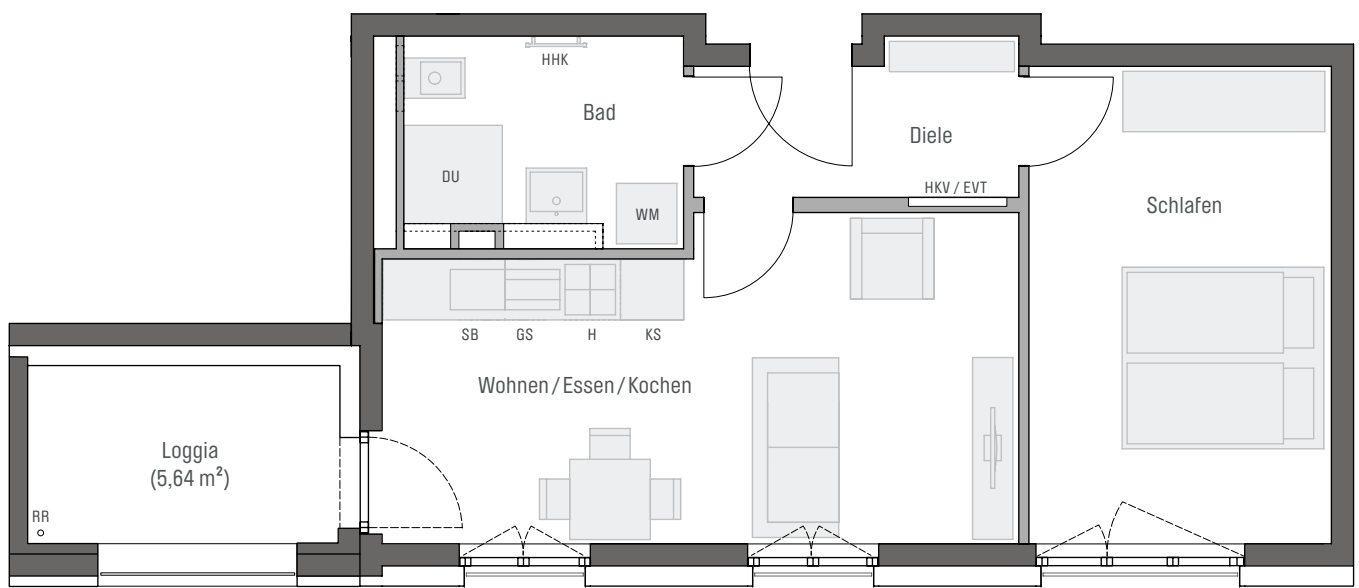 HHK
Bad
Diele
DU
HKV / EVT
WM
Schlafen
SB GS H KS
Wohnen / Essen / Kochen
Loggia
(5,64 m²)
RR